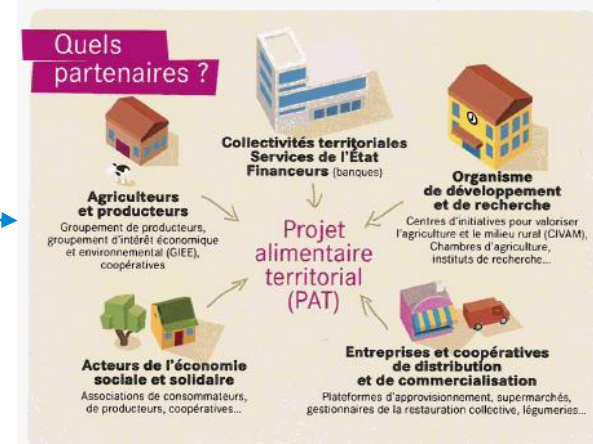 Quels
partenaires ?
Collectivités territoriales
Services de l'État
Financeurs (banques)
Agriculteurs
et producteurs
Groupement de producteurs,
groupement d'intérêt économique
et environnemental (GIEE),
coopératives
Organisme
de développement
et de recherche
Centres d'initiatives pour valoriser
l'agriculture et le milieu rural (CIVAM),
Chambres d'agriculture,
instituts de recherche...
Projet
alimentaire
territorial
(PAT)
Acteurs de l'économie
sociale et solidaire
Associations de consommateurs,
de producteurs, coopératives...
Entreprises et coopératives
de distribution
et de commercialisation
Plateformes d'approvisionnement, supermarchés,
gestionnaires de la restauration collective, légumeries...